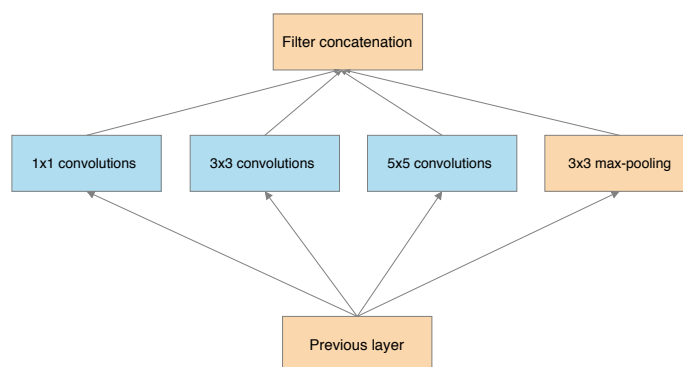 Filter concatenation
1x1 convolutions
3x3 convolutions
5x5 convolutions
3x3 max-pooling
Previous layer